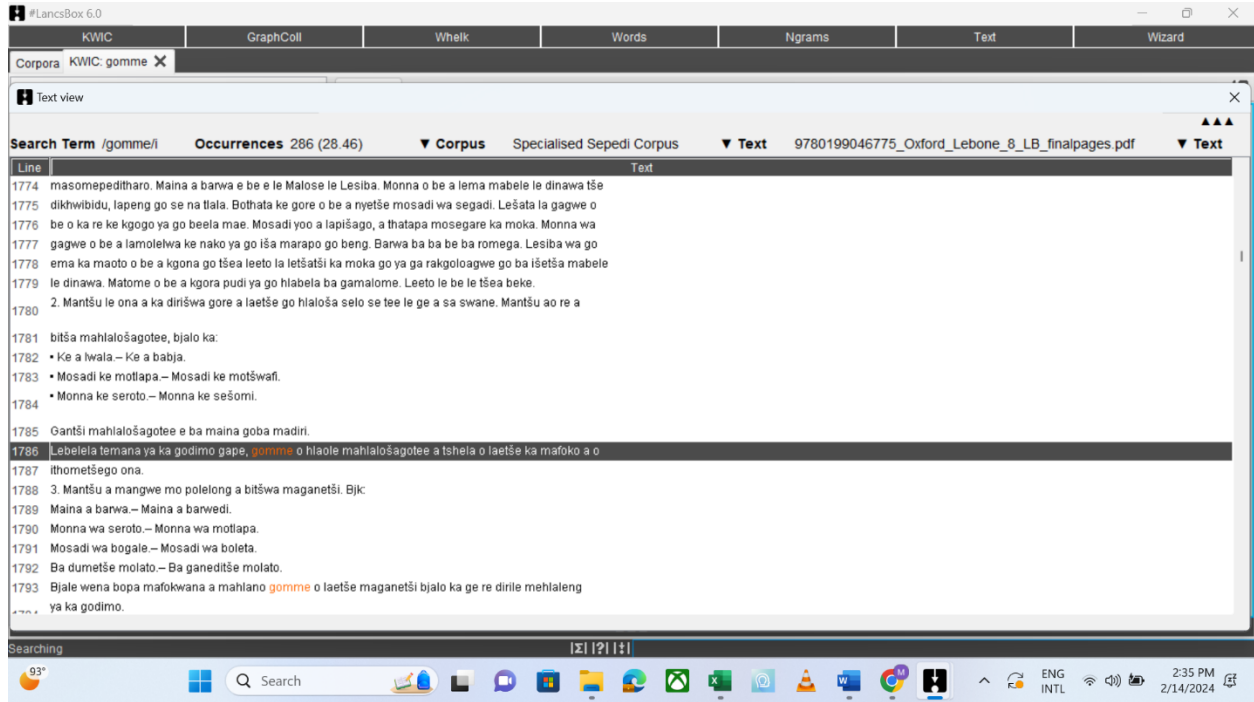 #LancsBox 6.0
KWIC GraphColl Whelk Words Ngrams Text Wizard
Corpora KWIC: gomme
Text view
Search Term /gomme/i Occurrences 286 (28.46) ▼ Corpus Specialised Sepedi Corpus ▼ Text 9780199046775_Oxford_Lebone_8_LB_finalpages.pdf ▼ Text
Line Text
1774 masomepeditharo. Maina a barwa e be e le Malose le Lesiba. Monna o be a lema mabele le dinawa tše
1775 dikhwibidu, lapeng go se na tlala. Bothata ke gore o be a nyetše mosadi wa segadi. Lešata la gagwe o
1776 be o ka re ke kgogo ya go beela mae. Mosadi yoo a lapišago, a thatapa mosegare ka moka. Monna wa
1777 gagwe o be a lamolelwa ke nako ya go iša marapo go beng. Barwa ba ba be ba romega. Lesiba wa go
1778 ema ka maoto o be a kgona go tšea leeto la letšatši ka moka go ya ga rakgoloagwe go ba išetša mabele
1779 le dinawa. Matome o be a kgora pudi ya go hlabela ba gamalome. Leeto le be le tšea beke.
1780 2. Mantšu le ona a ka dirišwa gore a laetše go hlaloša selo se tee le ge a sa swane. Mantšu ao re a
1781 bitša mahlalošagotee, bjalo ka:
1782 • Ke a lwala.– Ke a babja.
1783 • Mosadi ke motlapa.– Mosadi ke motšwafi.
1784 • Monna ke seroto.– Monna ke sešomi.
1785 Gantši mahlalošagotee e ba maina goba madiri.
1786 Lebelela temana ya ka godimo gape, gomme o hlaole mahlalošagotee a tshela o laetše ka mafoko a o
1787 ithometšego ona.
1788 3. Mantšu a mangwe mo polelong a bitšwa maganetši. Bjk:
1789 Maina a barwa.– Maina a barwedi.
1790 Monna wa seroto.– Monna wa motlapa.
1791 Mosadi wa bogale.– Mosadi wa boleta.
1792 Ba dumetše molato.– Ba ganeditše molato.
1793 Bjale wena bopa mafokwana a mahlano gomme o laetše maganetši bjalo ka ge re dirile mehlaleng
ya ka godimo.
Searching
93° Search ENG INTL 2:35 PM 2/14/2024